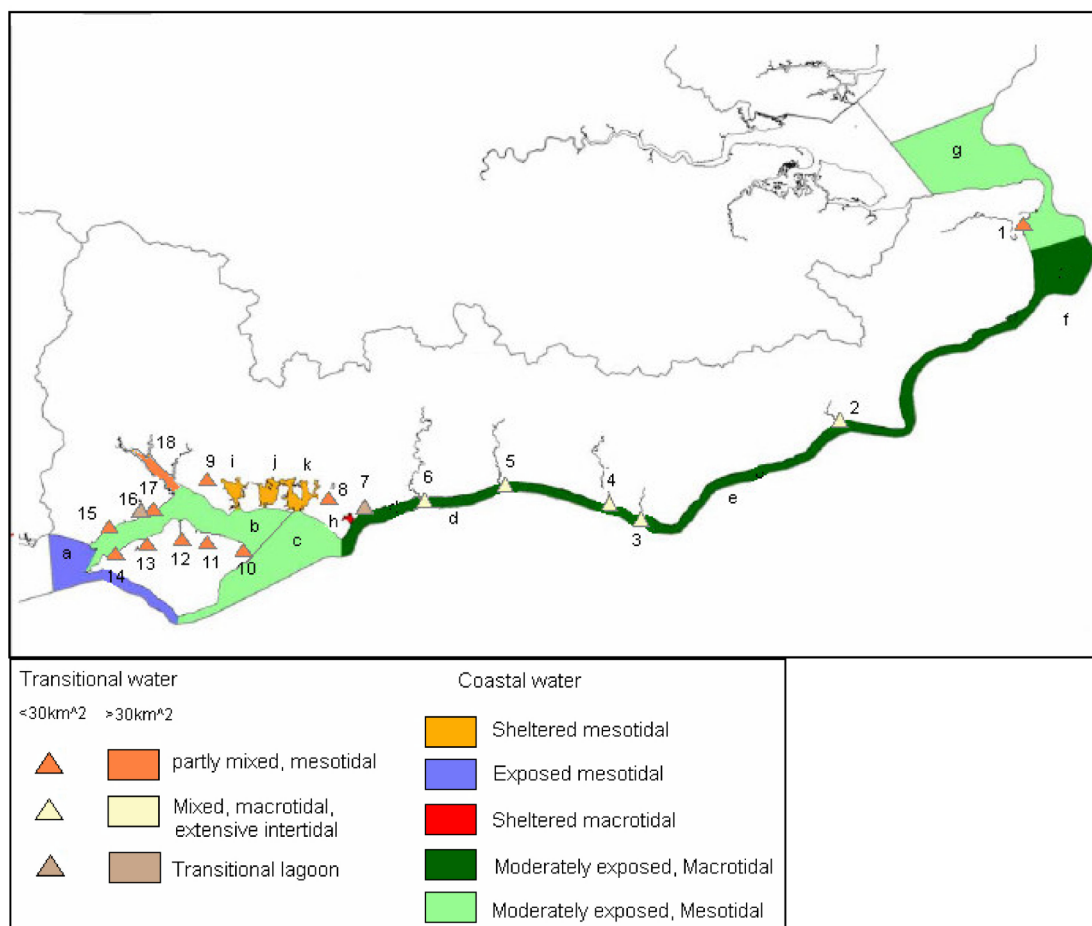 g
1
f
2
18
9
i
j
k
17
16
8
7
6
5
4
15
b
h
d
e
3
a
c
14
13
12
11
10
Transitional water
<30km^2 >30km^2
partly mixed, mesotidal
Mixed, macrotidal,
extensive intertidal
Transitional lagoon
Coastal water
Sheltered mesotidal
Exposed mesotidal
Sheltered macrotidal
Moderately exposed, Macrotidal
Moderately exposed, Mesotidal